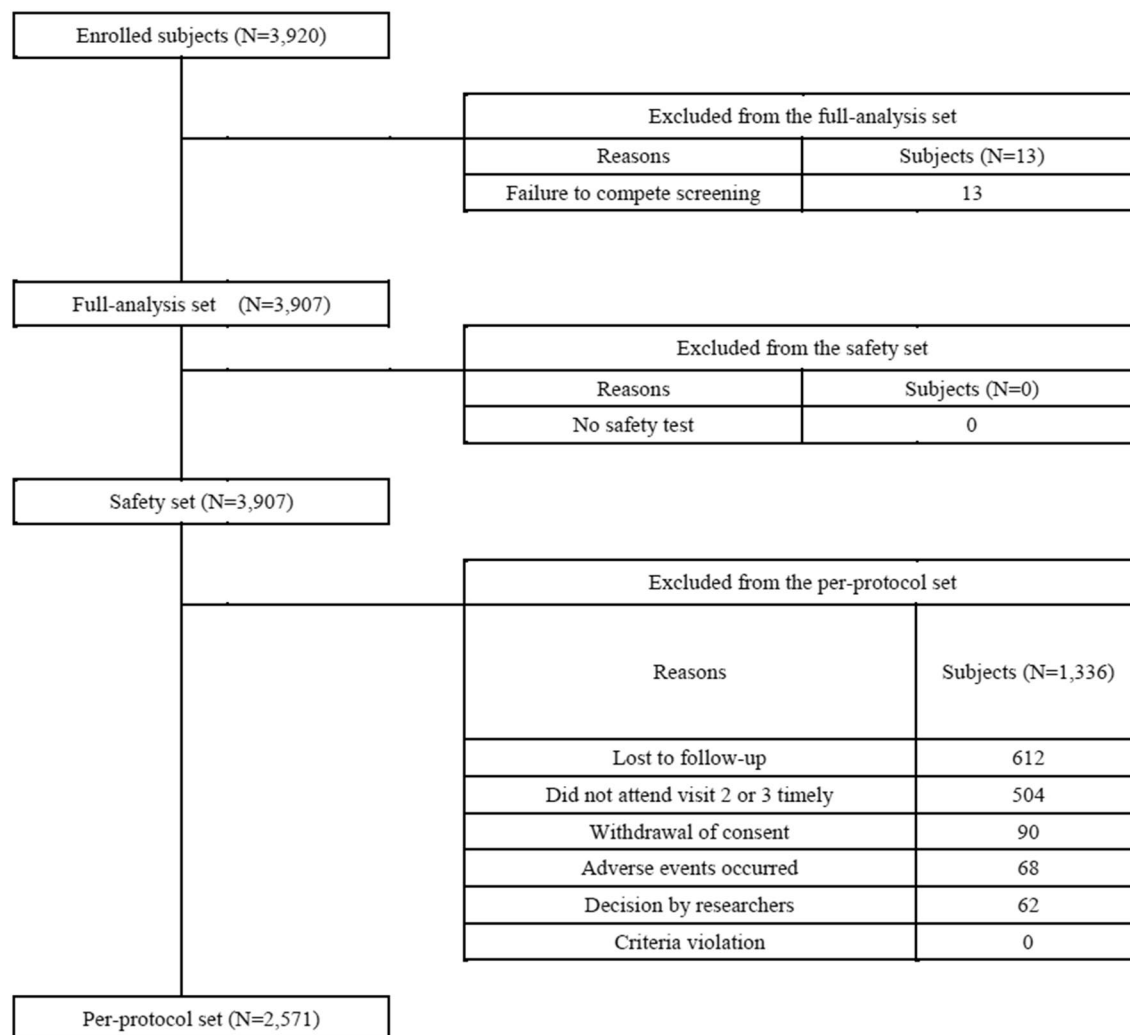 Enrolled subjects (N=3,920)
Excluded from the full-analysis set
Reasons Subjects (N=13)
Failure to compete screening 13
Full-analysis set (N=3,907)
Excluded from the safety set
Reasons Subjects (N=0)
No safety test 0
Safety set (N=3,907)
Excluded from the per-protocol set
Reasons Subjects (N=1,336)
Lost to follow-up 612
Did not attend visit 2 or 3 timely 504
Withdrawal of consent 90
Adverse events occurred 68
Decision by researchers 62
Criteria violation 0
Per-protocol set (N=2,571)